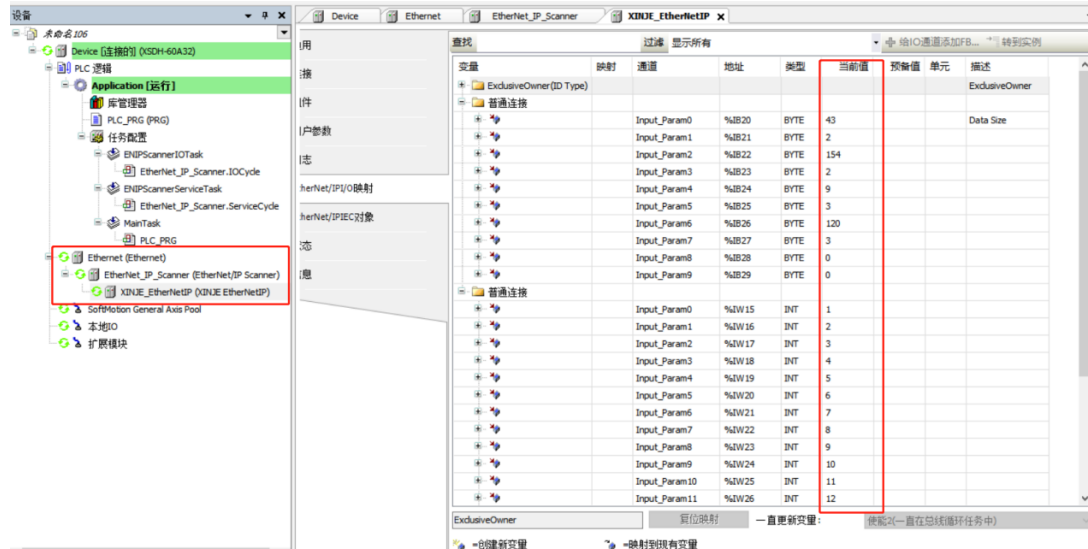 设备
Device Ethernet EtherNet_IP_Scanner XINJE_EtherNetIP
未命名106
Device [连接的] (XSDH-60A32)
PLC 逻辑
Application [运行]
库管理器
PLC_PRG (PRG)
任务配置
ENIPScannerIOTask
EtherNet_IP_Scanner.IOCycle
ENIPScannerServiceTask
EtherNet_IP_Scanner.ServiceCycle
MainTask
PLC_PRG
Ethernet (Ethernet)
EtherNet_IP_Scanner (EtherNet/IP Scanner)
XINJE_EtherNetIP (XINJE EtherNetIP)
SoftMotion General Axis Pool
本地IO
扩展模块
用
接
件
户参数
志
herNet/IPI/O映射
herNet/IPIEC对象
态
息
查找 过滤 显示所有 给IO通道添加FB... 转到实例
变量 映射 通道 地址 类型 当前值 预备值 单元 描述
ExclusiveOwner(ID Type) ExclusiveOwner
普通连接
Input_Param0 %IB20 BYTE 43 Data Size
Input_Param1 %IB21 BYTE 2
Input_Param2 %IB22 BYTE 154
Input_Param3 %IB23 BYTE 2
Input_Param4 %IB24 BYTE 9
Input_Param5 %IB25 BYTE 3
Input_Param6 %IB26 BYTE 120
Input_Param7 %IB27 BYTE 3
Input_Param8 %IB28 BYTE 0
Input_Param9 %IB29 BYTE 0
普通连接
Input_Param0 %IW15 INT 1
Input_Param1 %IW16 INT 2
Input_Param2 %IW17 INT 3
Input_Param3 %IW18 INT 4
Input_Param4 %IW19 INT 5
Input_Param5 %IW20 INT 6
Input_Param6 %IW21 INT 7
Input_Param7 %IW22 INT 8
Input_Param8 %IW23 INT 9
Input_Param9 %IW24 INT 10
Input_Param10 %IW25 INT 11
Input_Param11 %IW26 INT 12
ExclusiveOwner 复位映射 一直更新变量: 使能2(一直在总线循环任务中)
=创建新变量 =映射到现有变量